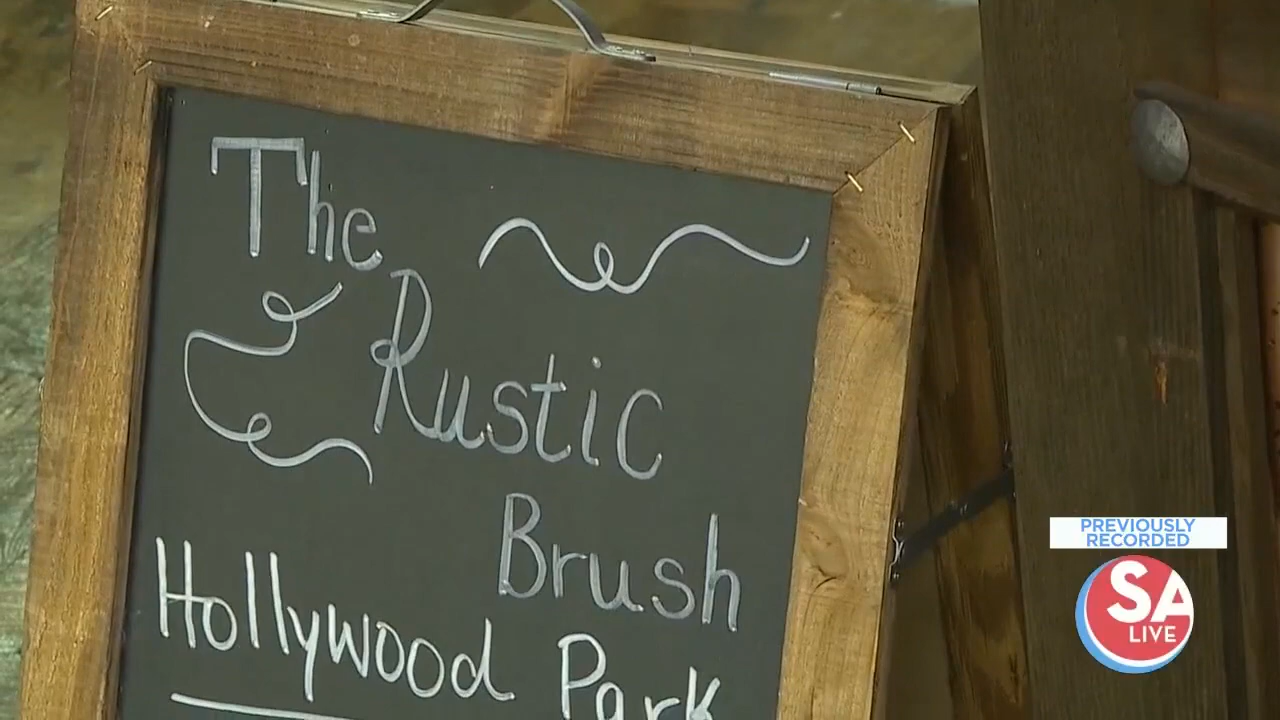 The
Rustic
Brush
Hollywood Park
PREVIOUSLY
RECORDED
SA
LIVE